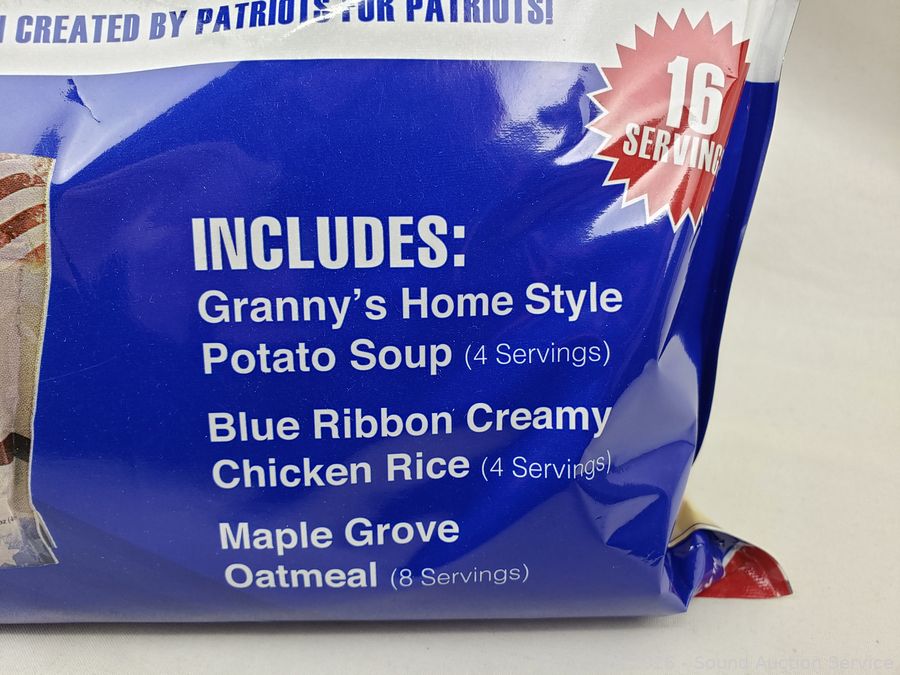 CREATED BY PATRIOTS FOR PATRIOTS!
16
SERVINGS
INCLUDES:
Granny's Home Style
Potato Soup (4 Servings)
Blue Ribbon Creamy
Chicken Rice (4 Servings)
Maple Grove
Oatmeal (8 Servings)
- Sound Auction Service